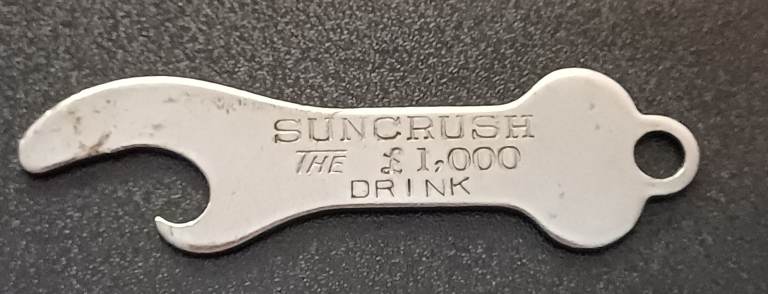 SUNCRUSH
THE £1,000
DRINK